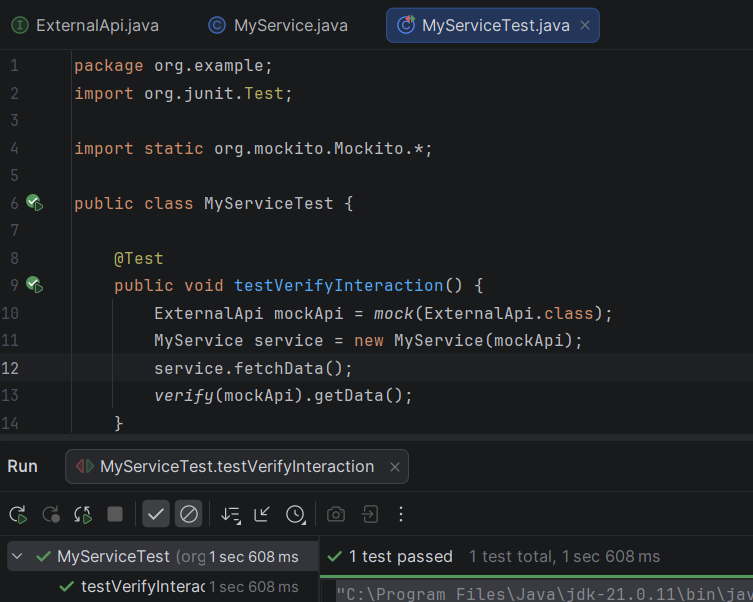 ExternalApi.java MyService.java MyServiceTest.java
1 package org.example;
2 import org.junit.Test;
3
4 import static org.mockito.Mockito.*;
5
6 public class MyServiceTest {
7
8 @Test
9 public void testVerifyInteraction() {
10 ExternalApi mockApi = mock(ExternalApi.class);
11 MyService service = new MyService(mockApi);
12 service.fetchData();
13 verify(mockApi).getData();
14 }
Run MyServiceTest.testVerifyInteraction
MyServiceTest (org 1 sec 608 ms 1 test passed 1 test total, 1 sec 608 ms
testVerifyInterac 1 sec 608 ms "C:\Program Files\Java\jdk-21.0.11\bin\jav